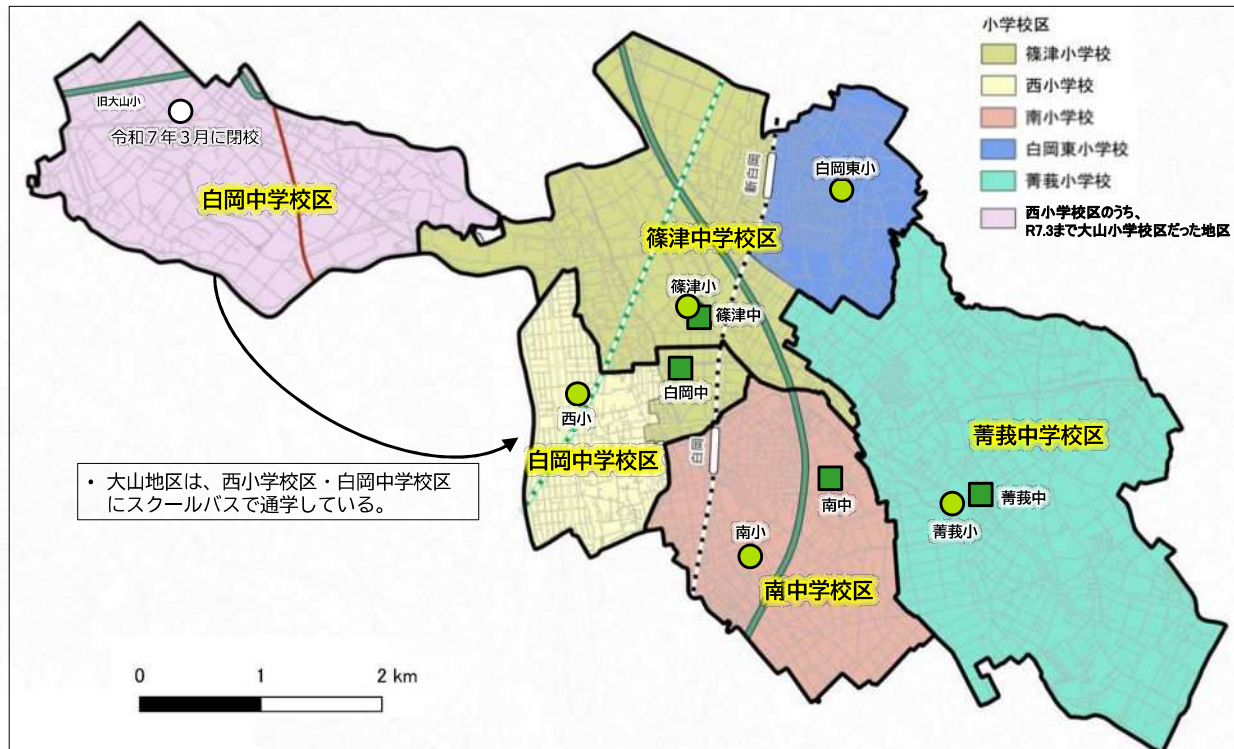 小学校区
篠津小学校
西小学校
南小学校
白岡東小学校
菁莪小学校
西小学校区のうち、
R7.3まで大山小学校区だった地区
旧大山小
令和７年３月に閉校
白岡中学校区
新白岡
白岡東小
篠津中学校区
篠津小
篠津中
白岡中
西小
白岡中学校区
白岡
菁莪中学校区
南中
菁莪中
菁莪小
南小
南中学校区
• 大山地区は、西小学校区・白岡中学校区
にスクールバスで通学している。
0 1 2 km